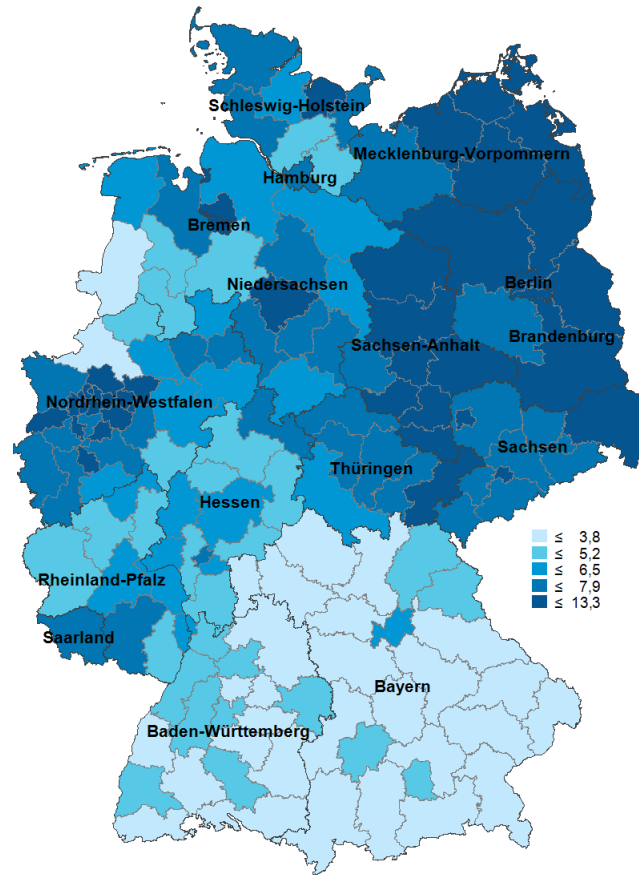 Schleswig-Holstein
Mecklenburg-Vorpommern
Hamburg
Bremen
Niedersachsen
Berlin
Brandenburg
Sachsen-Anhalt
Nordrhein-Westfalen
Sachsen
Thüringen
Hessen
≤ 3,8
≤ 5,2
≤ 6,5
≤ 7,9
≤ 13,3
Rheinland-Pfalz
Saarland
Bayern
Baden-Württemberg